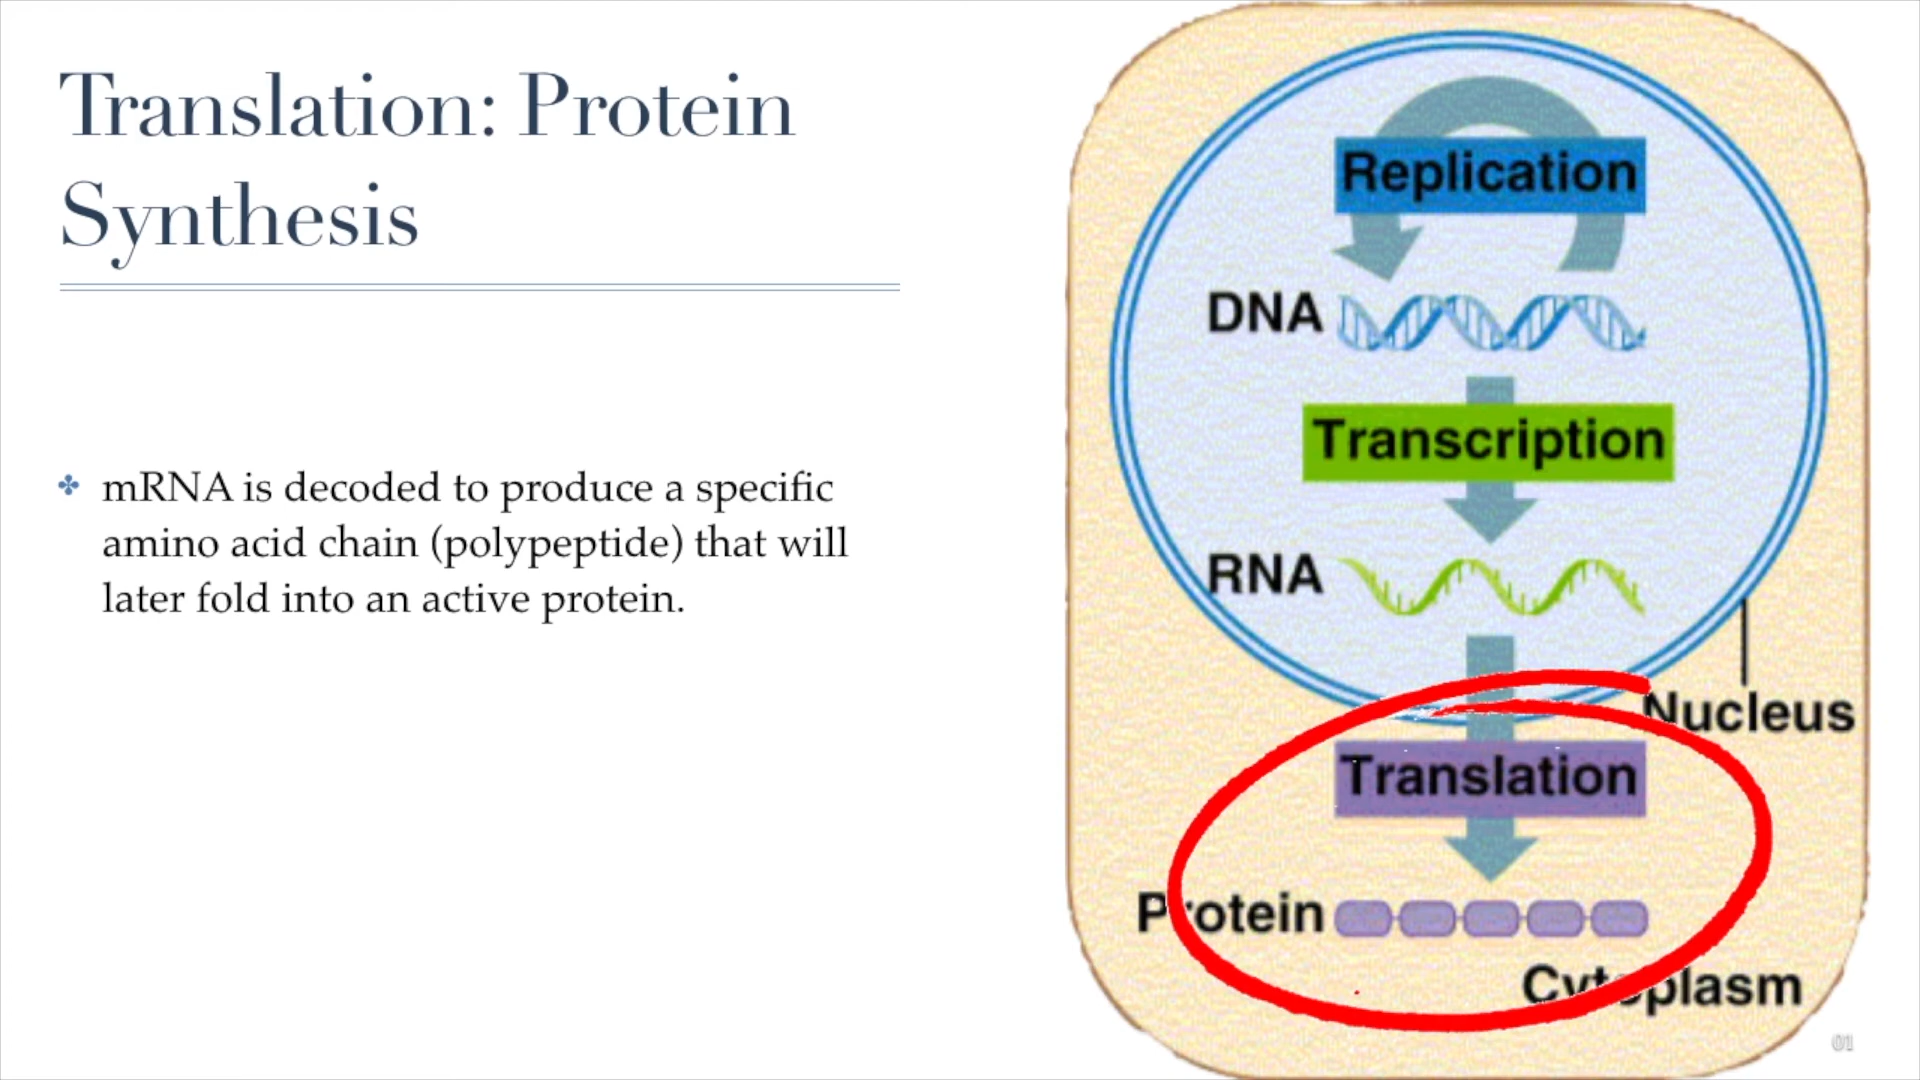 Translation: Protein
Synthesis
mRNA is decoded to produce a specific
amino acid chain (polypeptide) that will
later fold into an active protein.
Replication
DNA
Transcription
RNA
Nucleus
Translation
Protein
Cytoplasm
01